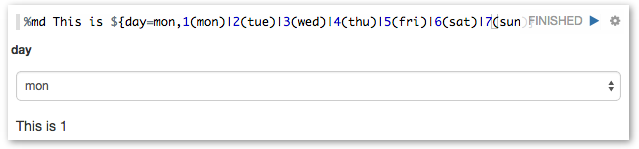 %md This is ${day=mon,1(mon)|2(tue)|3(wed)|4(thu)|5(fri)|6(sat)|7(sun FINISHED
day
mon
This is 1